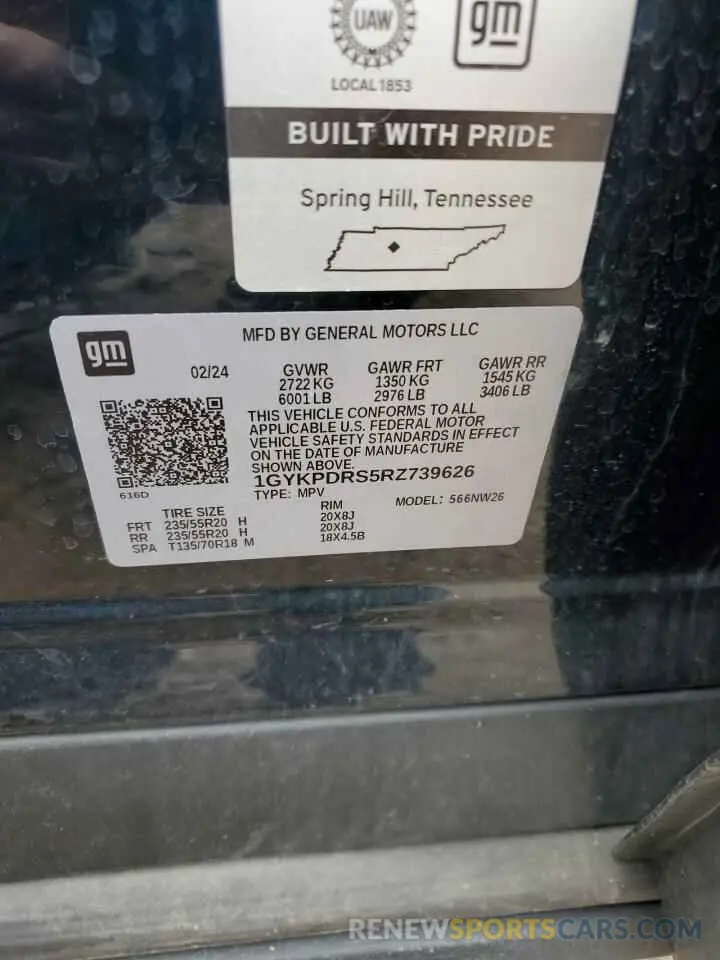 UAW
gm
LOCAL 1853
BUILT WITH PRIDE
Spring Hill, Tennessee
gm
MFD BY GENERAL MOTORS LLC
02/24 GVWR GAWR FRT GAWR RR
2722 KG 1350 KG 1545 KG
6001 LB 2976 LB 3406 LB
THIS VEHICLE CONFORMS TO ALL
APPLICABLE U.S. FEDERAL MOTOR
VEHICLE SAFETY STANDARDS IN EFFECT
ON THE DATE OF MANUFACTURE
SHOWN ABOVE.
1GYKPDRS5RZ739626
616D
TYPE: MPV MODEL: 566NW26
TIRE SIZE RIM
FRT 235/55R20 H 20X8J
RR 235/55R20 H 20X8J
SPA T135/70R18 M 18X4.5B
RENEWSPORTSCARS.COM